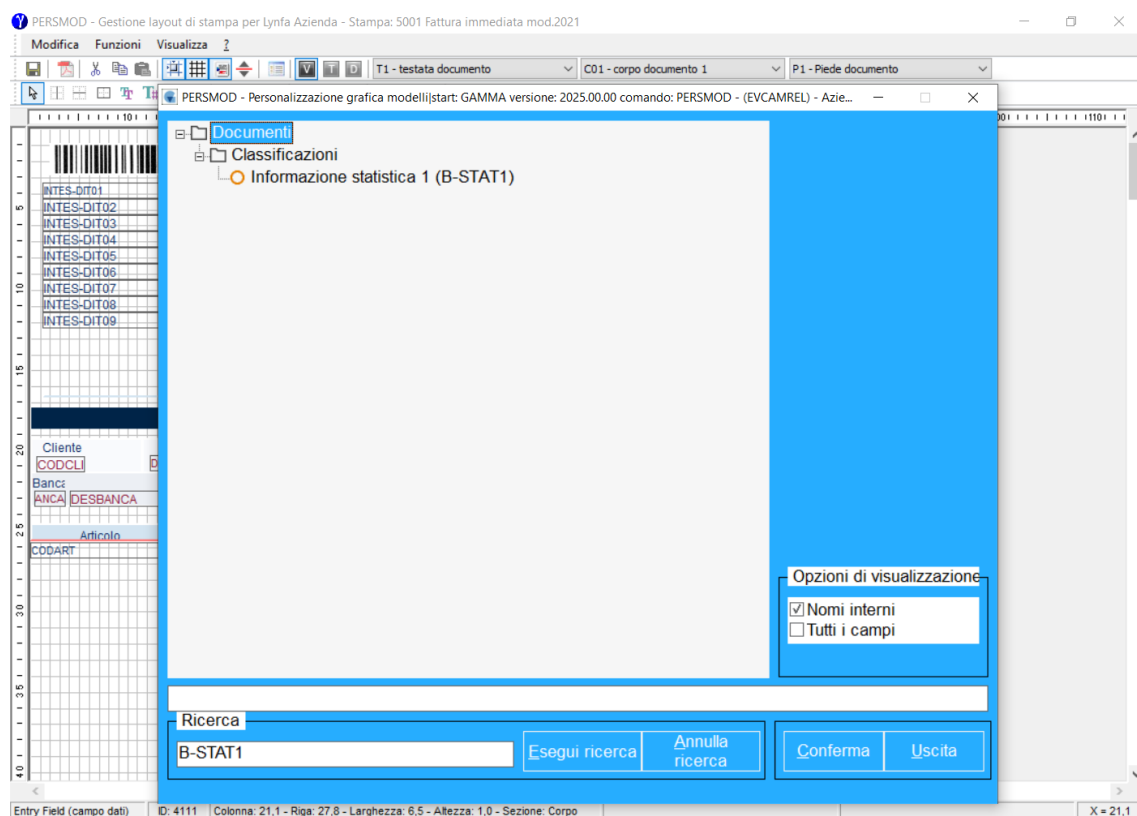 PERSMOD - Gestione layout di stampa per Lynfa Azienda - Stampa: 5001 Fattura immediata mod.2021
Modifica Funzioni Visualizza ?
T1 - testata documento C01 - corpo documento 1 P1 - Piede documento
PERSMOD - Personalizzazione grafica modelli|start: GAMMA versione: 2025.00.00 comando: PERSMOD - (EVCAMREL) - Azie...
Documenti
Classificazioni
Informazione statistica 1 (B-STAT1)
INTES-DIT01
INTES-DIT02
INTES-DIT03
INTES-DIT04
INTES-DIT05
INTES-DIT06
INTES-DIT07
INTES-DIT08
INTES-DIT09
Cliente
CODCLI
Banca
ANCA DESBANCA
Articolo
CODART
Opzioni di visualizzazione
Nomi interni
Tutti i campi
Ricerca
B-STAT1
Esegui ricerca
Annulla
ricerca
Conferma
Uscita
Entry Field (campo dati) ID: 4111 Colonna: 21,1 - Riga: 27,8 - Larghezza: 6,5 - Altezza: 1,0 - Sezione: Corpo X = 21,1